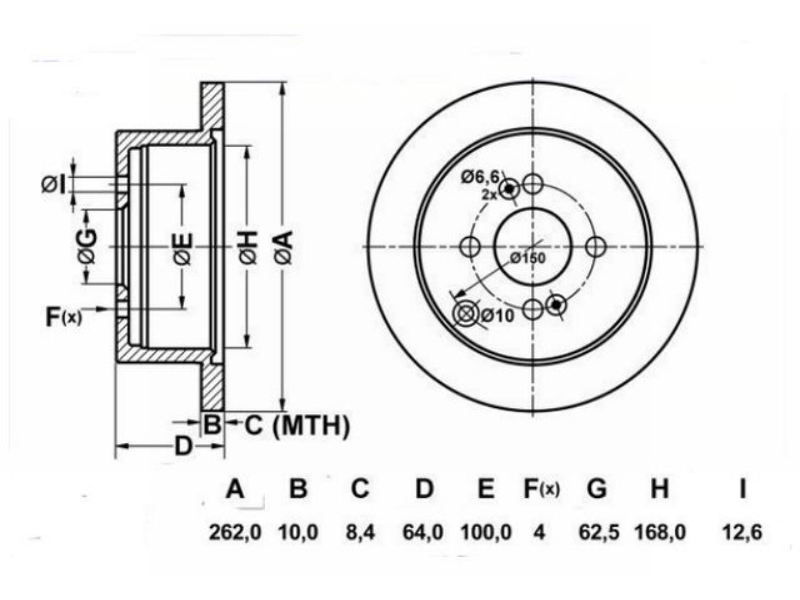 ØI
ØG
ØE
ØH
ØA
F(x)
B
C (MTH)
D
Ø6,6
2x
Ø150
Ø10
A B C D E F(x) G H I
262,0 10,0 8,4 64,0 100,0 4 62,5 168,0 12,6